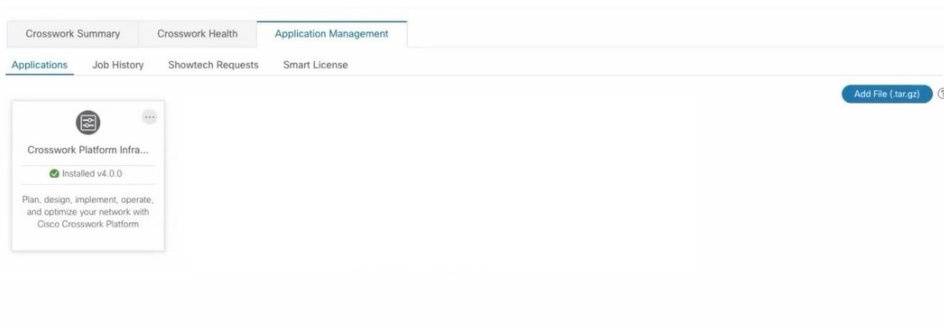 Crosswork Summary Crosswork Health Application Management
Applications Job History Showtech Requests Smart License
Add File (.tar.gz) ?
...
Crosswork Platform Infra...
Installed v4.0.0
Plan, design, implement, operate,
and optimize your network with
Cisco Crosswork Platform